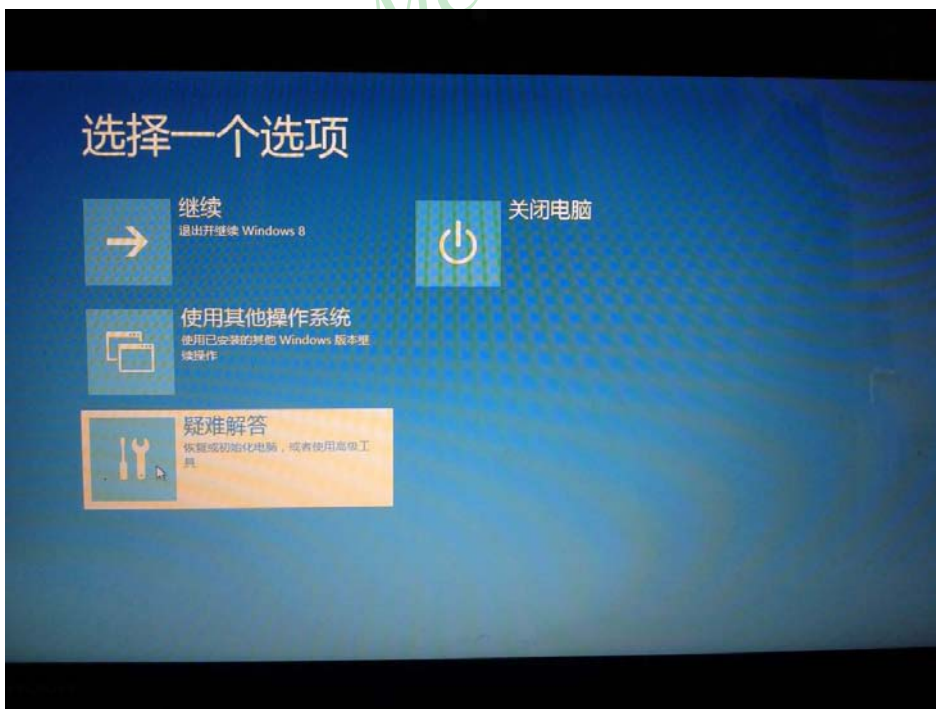 选择一个选项
继续
退出并继续 Windows 8
关闭电脑
使用其他操作系统
使用已安装的其他 Windows 版本继
续操作
疑难解答
恢复或初始化电脑，或者使用高级工
具